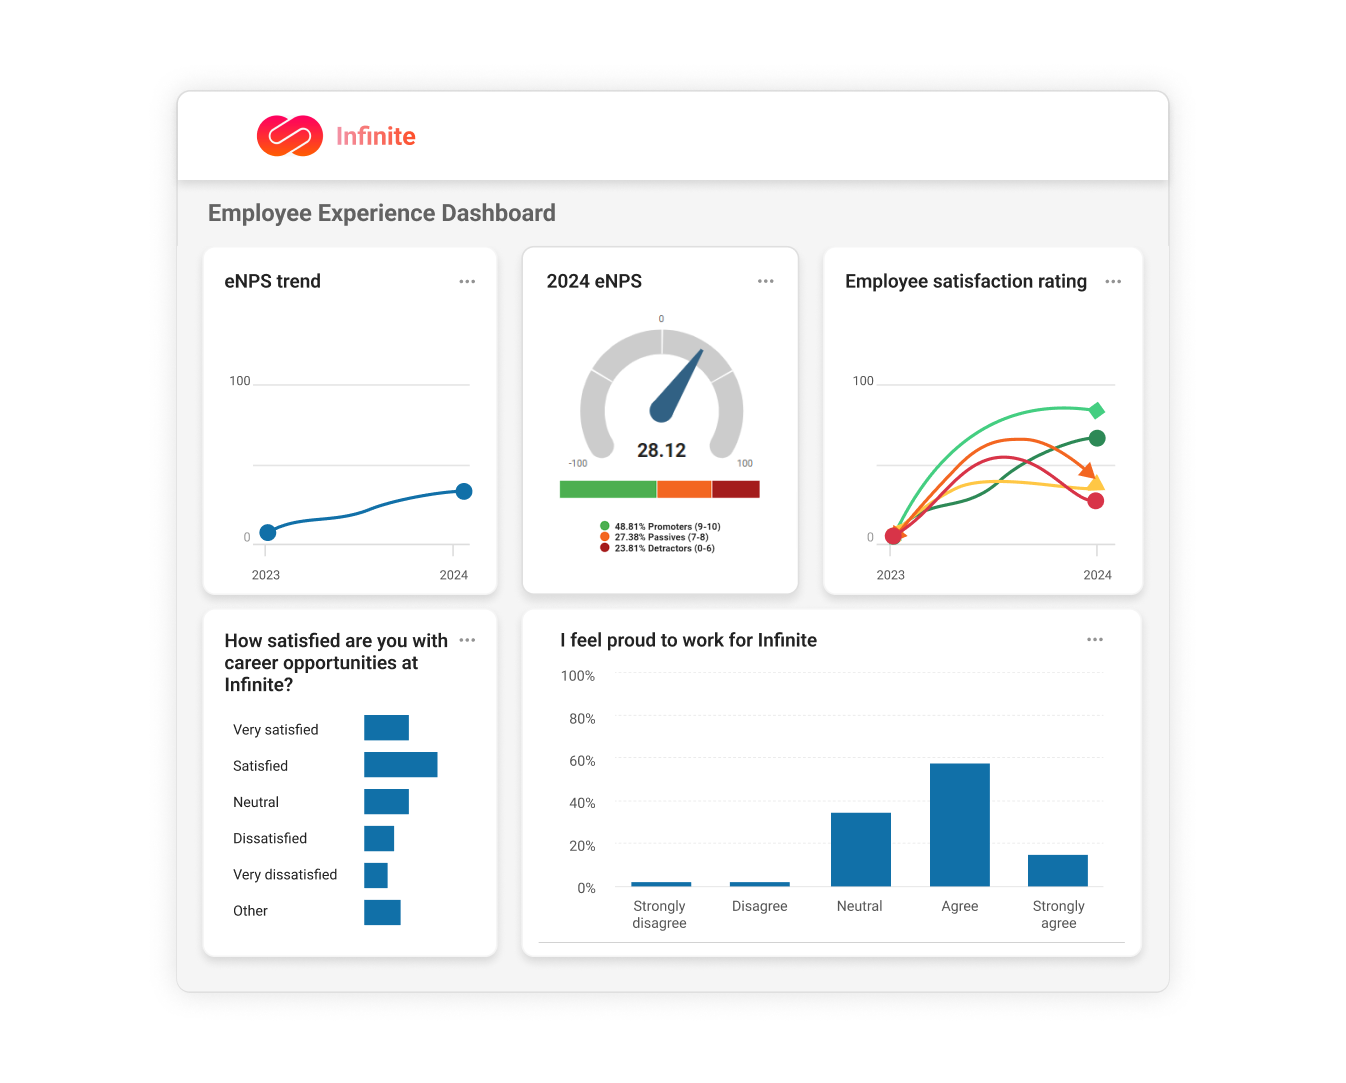 Infinite
Employee Experience Dashboard
eNPS trend
100
0
2023
2024
2024 eNPS
0
28.12
-100
100
48.81% Promoters (9-10)
27.38% Passives (7-8)
23.81% Detractors (0-6)
Employee satisfaction rating
100
0
2023
2024
How satisfied are you with
career opportunities at
Infinite?
Very satisfied
Satisfied
Neutral
Dissatisfied
Very dissatisfied
Other
I feel proud to work for Infinite
100%
80%
60%
40%
20%
0%
Strongly
disagree
Disagree
Neutral
Agree
Strongly
agree